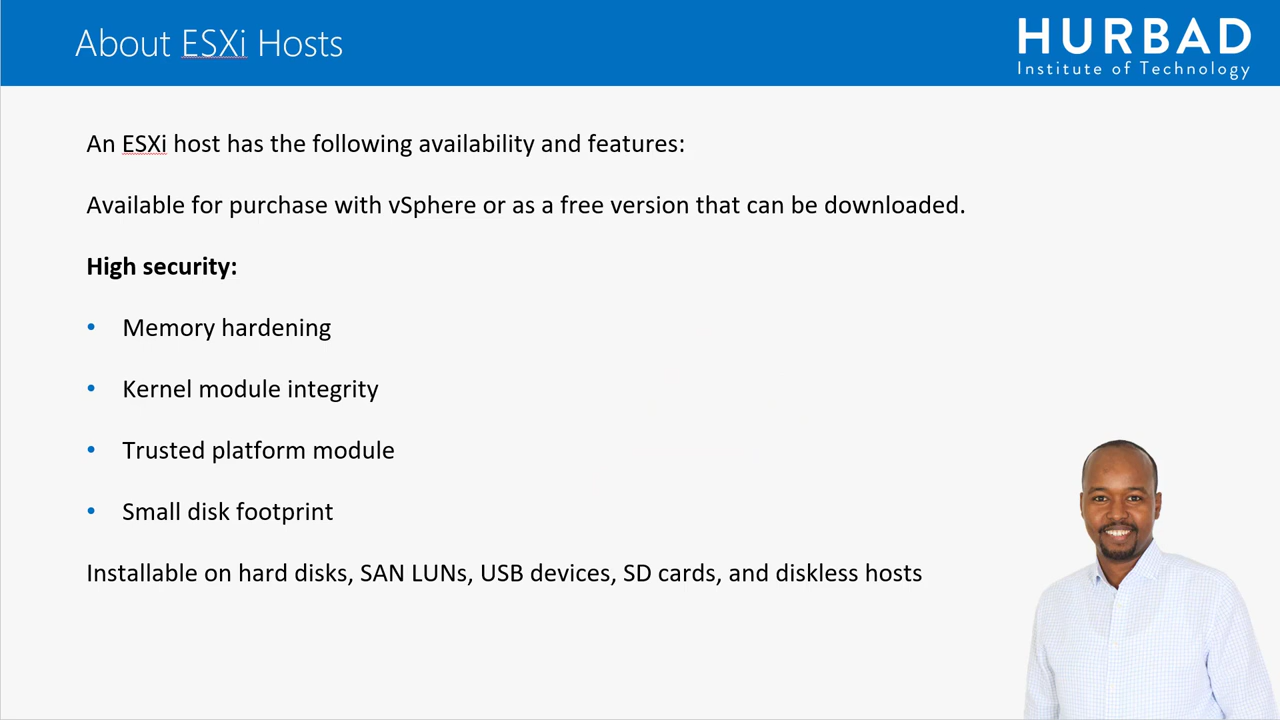 About ESXi Hosts
HURBAD
Institute of Technology
An ESXi host has the following availability and features:
Available for purchase with vSphere or as a free version that can be downloaded.
High security:
• Memory hardening
• Kernel module integrity
• Trusted platform module
• Small disk footprint
Installable on hard disks, SAN LUNs, USB devices, SD cards, and diskless hosts